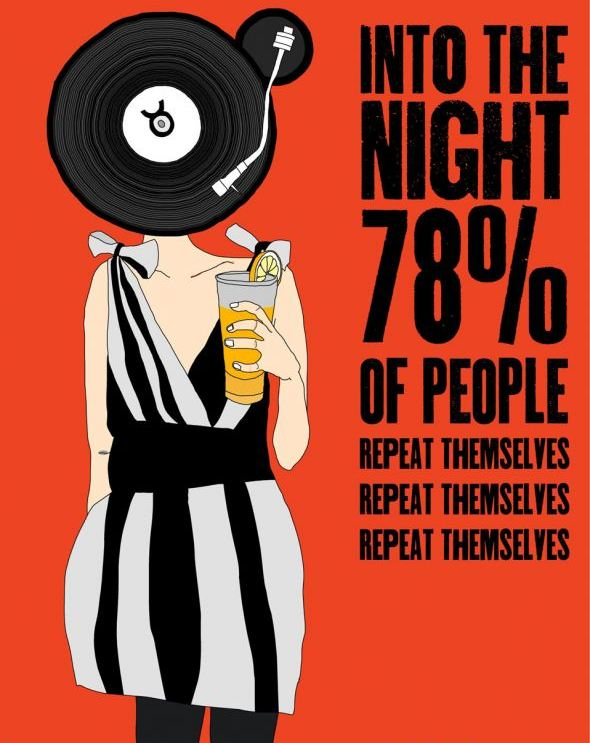 INTO THE
NIGHT
78%
OF PEOPLE
REPEAT THEMSELVES
REPEAT THEMSELVES
REPEAT THEMSELVES